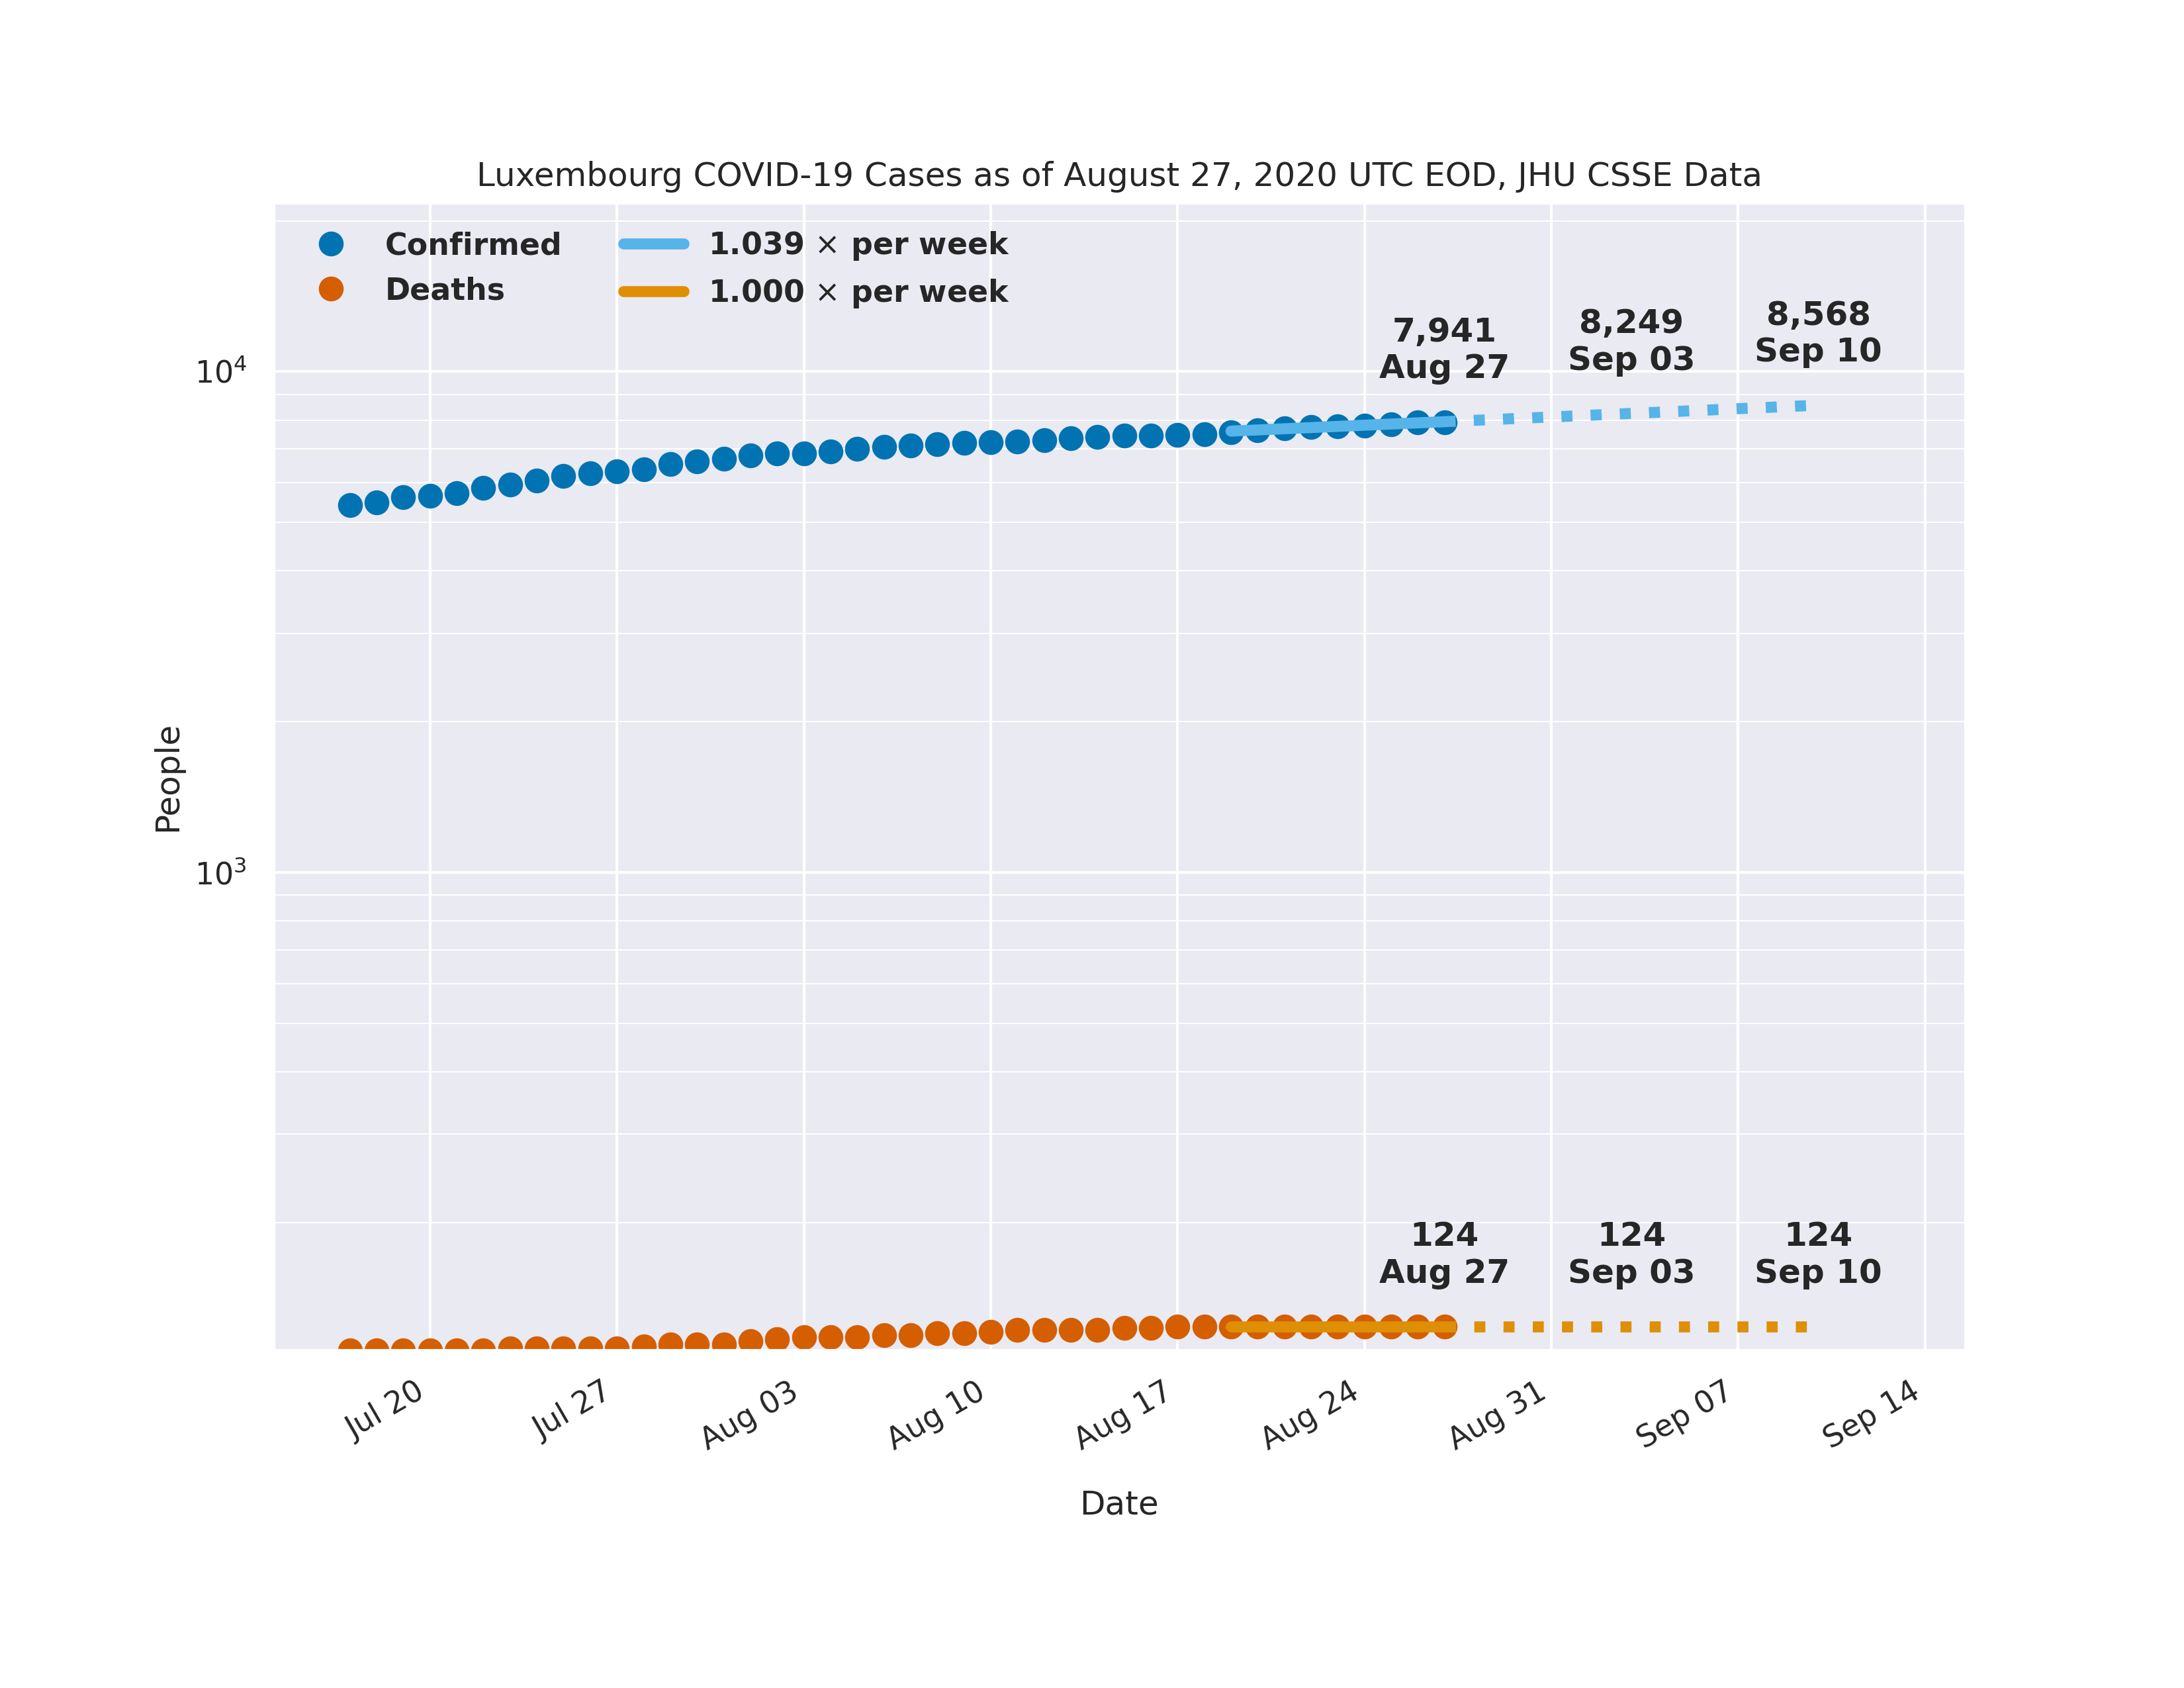 Luxembourg COVID-19 Cases as of August 27, 2020 UTC EOD, JHU CSSE Data
Confirmed
Deaths
1.039 × per week
1.000 × per week
7,941
Aug 27
8,249
Sep 03
8,568
Sep 10
10⁴
People
10³
124
Aug 27
124
Sep 03
124
Sep 10
Jul 20
Jul 27
Aug 03
Aug 10
Aug 17
Aug 24
Aug 31
Sep 07
Sep 14
Date